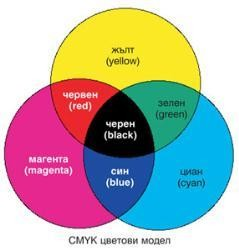 жълт
(yellow)
червен
(red)
зелен
(green)
черен
(black)
магента
(magenta)
син
(blue)
циан
(cyan)
CMYK цветови модел